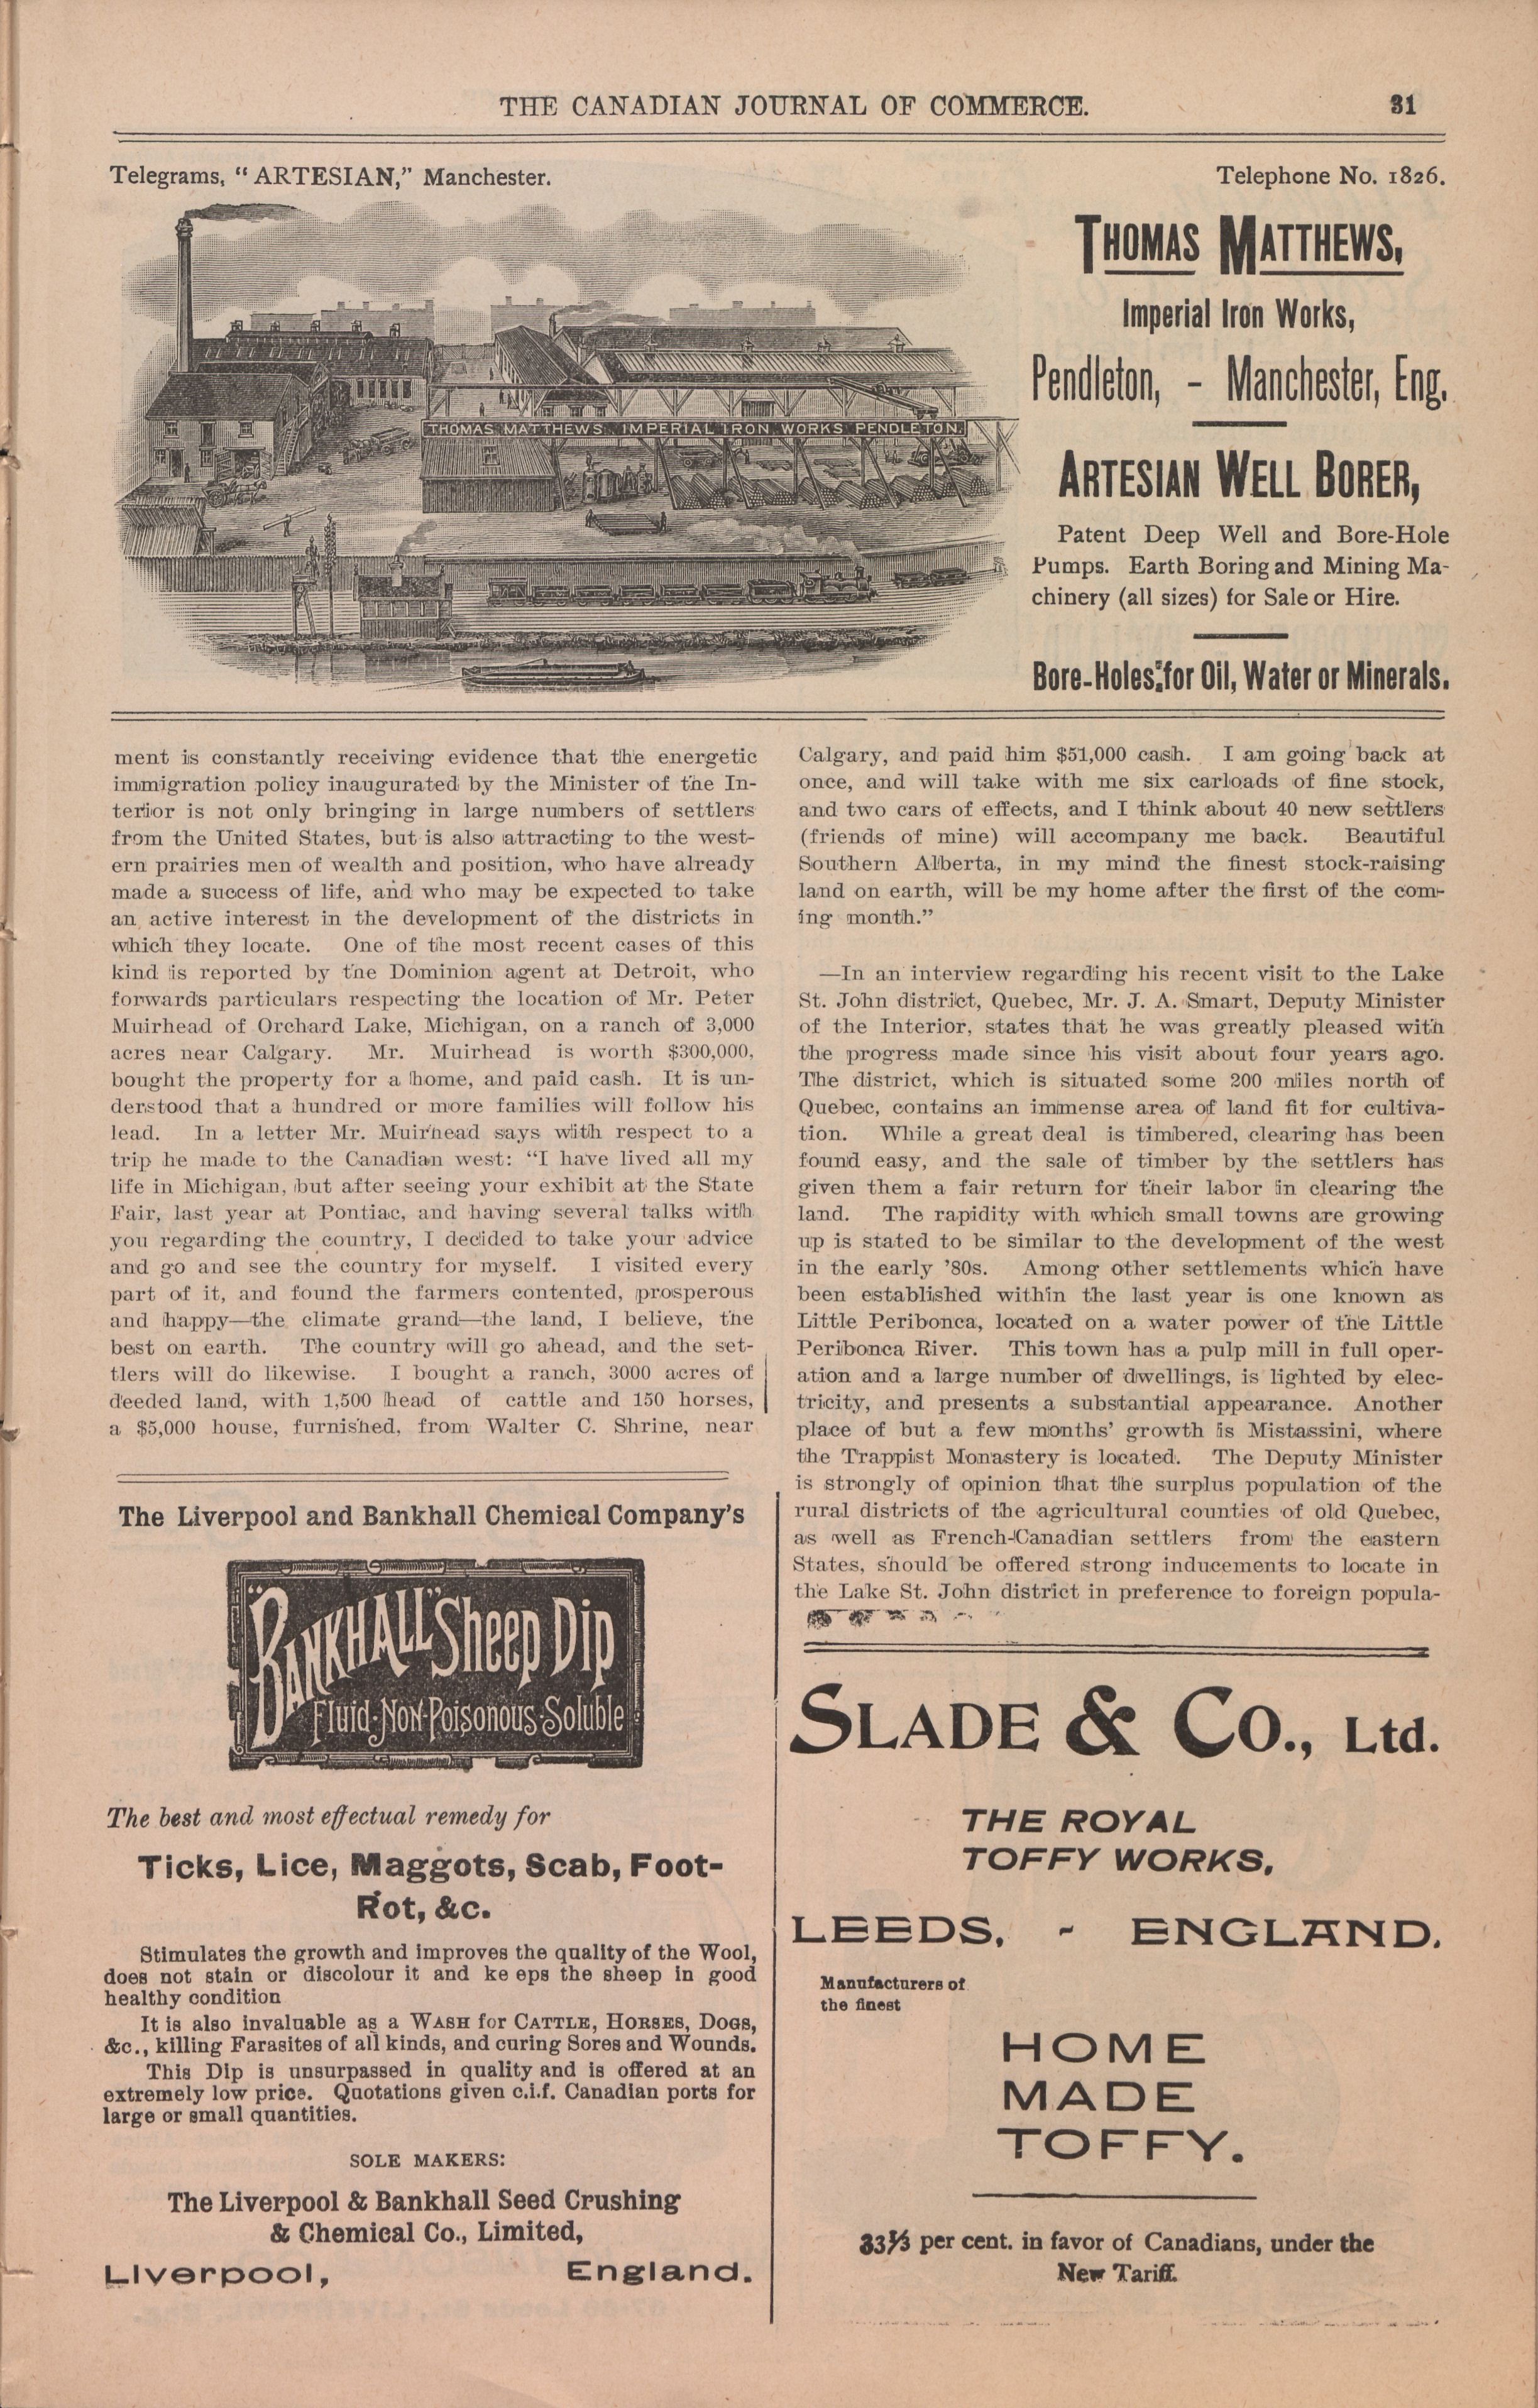 THE CANADIAN JOURNAL OF COMMERCE. 31
Telegrams, "ARTESIAN," Manchester. Telephone No. 1826.
THOMAS MATTHEWS, IMPERIAL IRON WORKS PENDLETON.
THOMAS MATTHEWS,
Imperial Iron Works,
Pendleton, - Manchester, Eng.
ARTESIAN WELL BORER,
Patent Deep Well and Bore-Hole
Pumps. Earth Boring and Mining Ma-
chinery (all sizes) for Sale or Hire.
Bore-Holes for Oil, Water or Minerals.
ment is constantly receiving evidence that the energetic
immigration policy inaugurated by the Minister of the In-
terior is not only bringing in large numbers of settlers
from the United States, but is also attracting to the west-
ern prairies men of wealth and position, who have already
made a success of life, and who may be expected to take
an active interest in the development of the districts in
which they locate. One of the most recent cases of this
kind is reported by the Dominion agent at Detroit, who
forwards particulars respecting the location of Mr. Peter
Muirhead of Orchard Lake, Michigan, on a ranch of 3,000
acres near Calgary. Mr. Muirhead is worth $300,000,
bought the property for a home, and paid cash. It is un-
derstood that a hundred or more families will follow his
lead. In a letter Mr. Muirhead says with respect to a
trip he made to the Canadian west: "I have lived all my
life in Michigan, but after seeing your exhibit at the State
Fair, last year at Pontiac, and having several talks with
you regarding the country, I decided to take your advice
and go and see the country for myself. I visited every
part of it, and found the farmers contented, prosperous
and happy—the climate grand—the land, I believe, the
best on earth. The country will go ahead, and the set-
tlers will do likewise. I bought a ranch, 3000 acres of
deeded land, with 1,500 head of cattle and 150 horses,
a $5,000 house, furnished, from Walter C. Shrine, near
Calgary, and paid him $51,000 cash. I am going back at
once, and will take with me six carloads of fine stock,
and two cars of effects, and I think about 40 new settlers
(friends of mine) will accompany me back. Beautiful
Southern Alberta, in my mind the finest stock-raising
land on earth, will be my home after the first of the com-
ing month."
—In an interview regarding his recent visit to the Lake
St. John district, Quebec, Mr. J. A. Smart, Deputy Minister
of the Interior, states that he was greatly pleased with
the progress made since his visit about four years ago.
The district, which is situated some 200 miles north of
Quebec, contains an immense area of land fit for cultiva-
tion. While a great deal is timbered, clearing has been
found easy, and the sale of timber by the settlers has
given them a fair return for their labor in clearing the
land. The rapidity with which small towns are growing
up is stated to be similar to the development of the west
in the early '80s. Among other settlements which have
been established within the last year is one known as
Little Peribonca, located on a water power of the Little
Peribonca River. This town has a pulp mill in full oper-
ation and a large number of dwellings, is lighted by elec-
tricity, and presents a substantial appearance. Another
place of but a few months' growth is Mistassini, where
the Trappist Monastery is located. The Deputy Minister
is strongly of opinion that the surplus population of the
rural districts of the agricultural counties of old Quebec,
as well as French-Canadian settlers from the eastern
States, should be offered strong inducements to locate in
the Lake St. John district in preference to foreign popula-
The Liverpool and Bankhall Chemical Company's
"BANKHALL" Sheep Dip
Fluid-Non-Poisonous-Soluble
The best and most effectual remedy for
Ticks, Lice, Maggots, Scab, Foot-
Rot, &c.
Stimulates the growth and improves the quality of the Wool,
does not stain or discolour it and ke eps the sheep in good
healthy condition
It is also invaluable as a WASH for CATTLE, HORSES, DOGS,
&c., killing Farasites of all kinds, and curing Sores and Wounds.
This Dip is unsurpassed in quality and is offered at an
extremely low price. Quotations given c.i.f. Canadian ports for
large or small quantities.
SOLE MAKERS:
The Liverpool & Bankhall Seed Crushing
& Chemical Co., Limited,
Liverpool, England.
SLADE & CO., Ltd.
THE ROYAL
TOFFY WORKS,
LEEDS, - ENGLAND.
Manufacturers of
the finest
HOME
MADE
TOFFY.
33⅓ per cent. in favor of Canadians, under the
New Tariff.